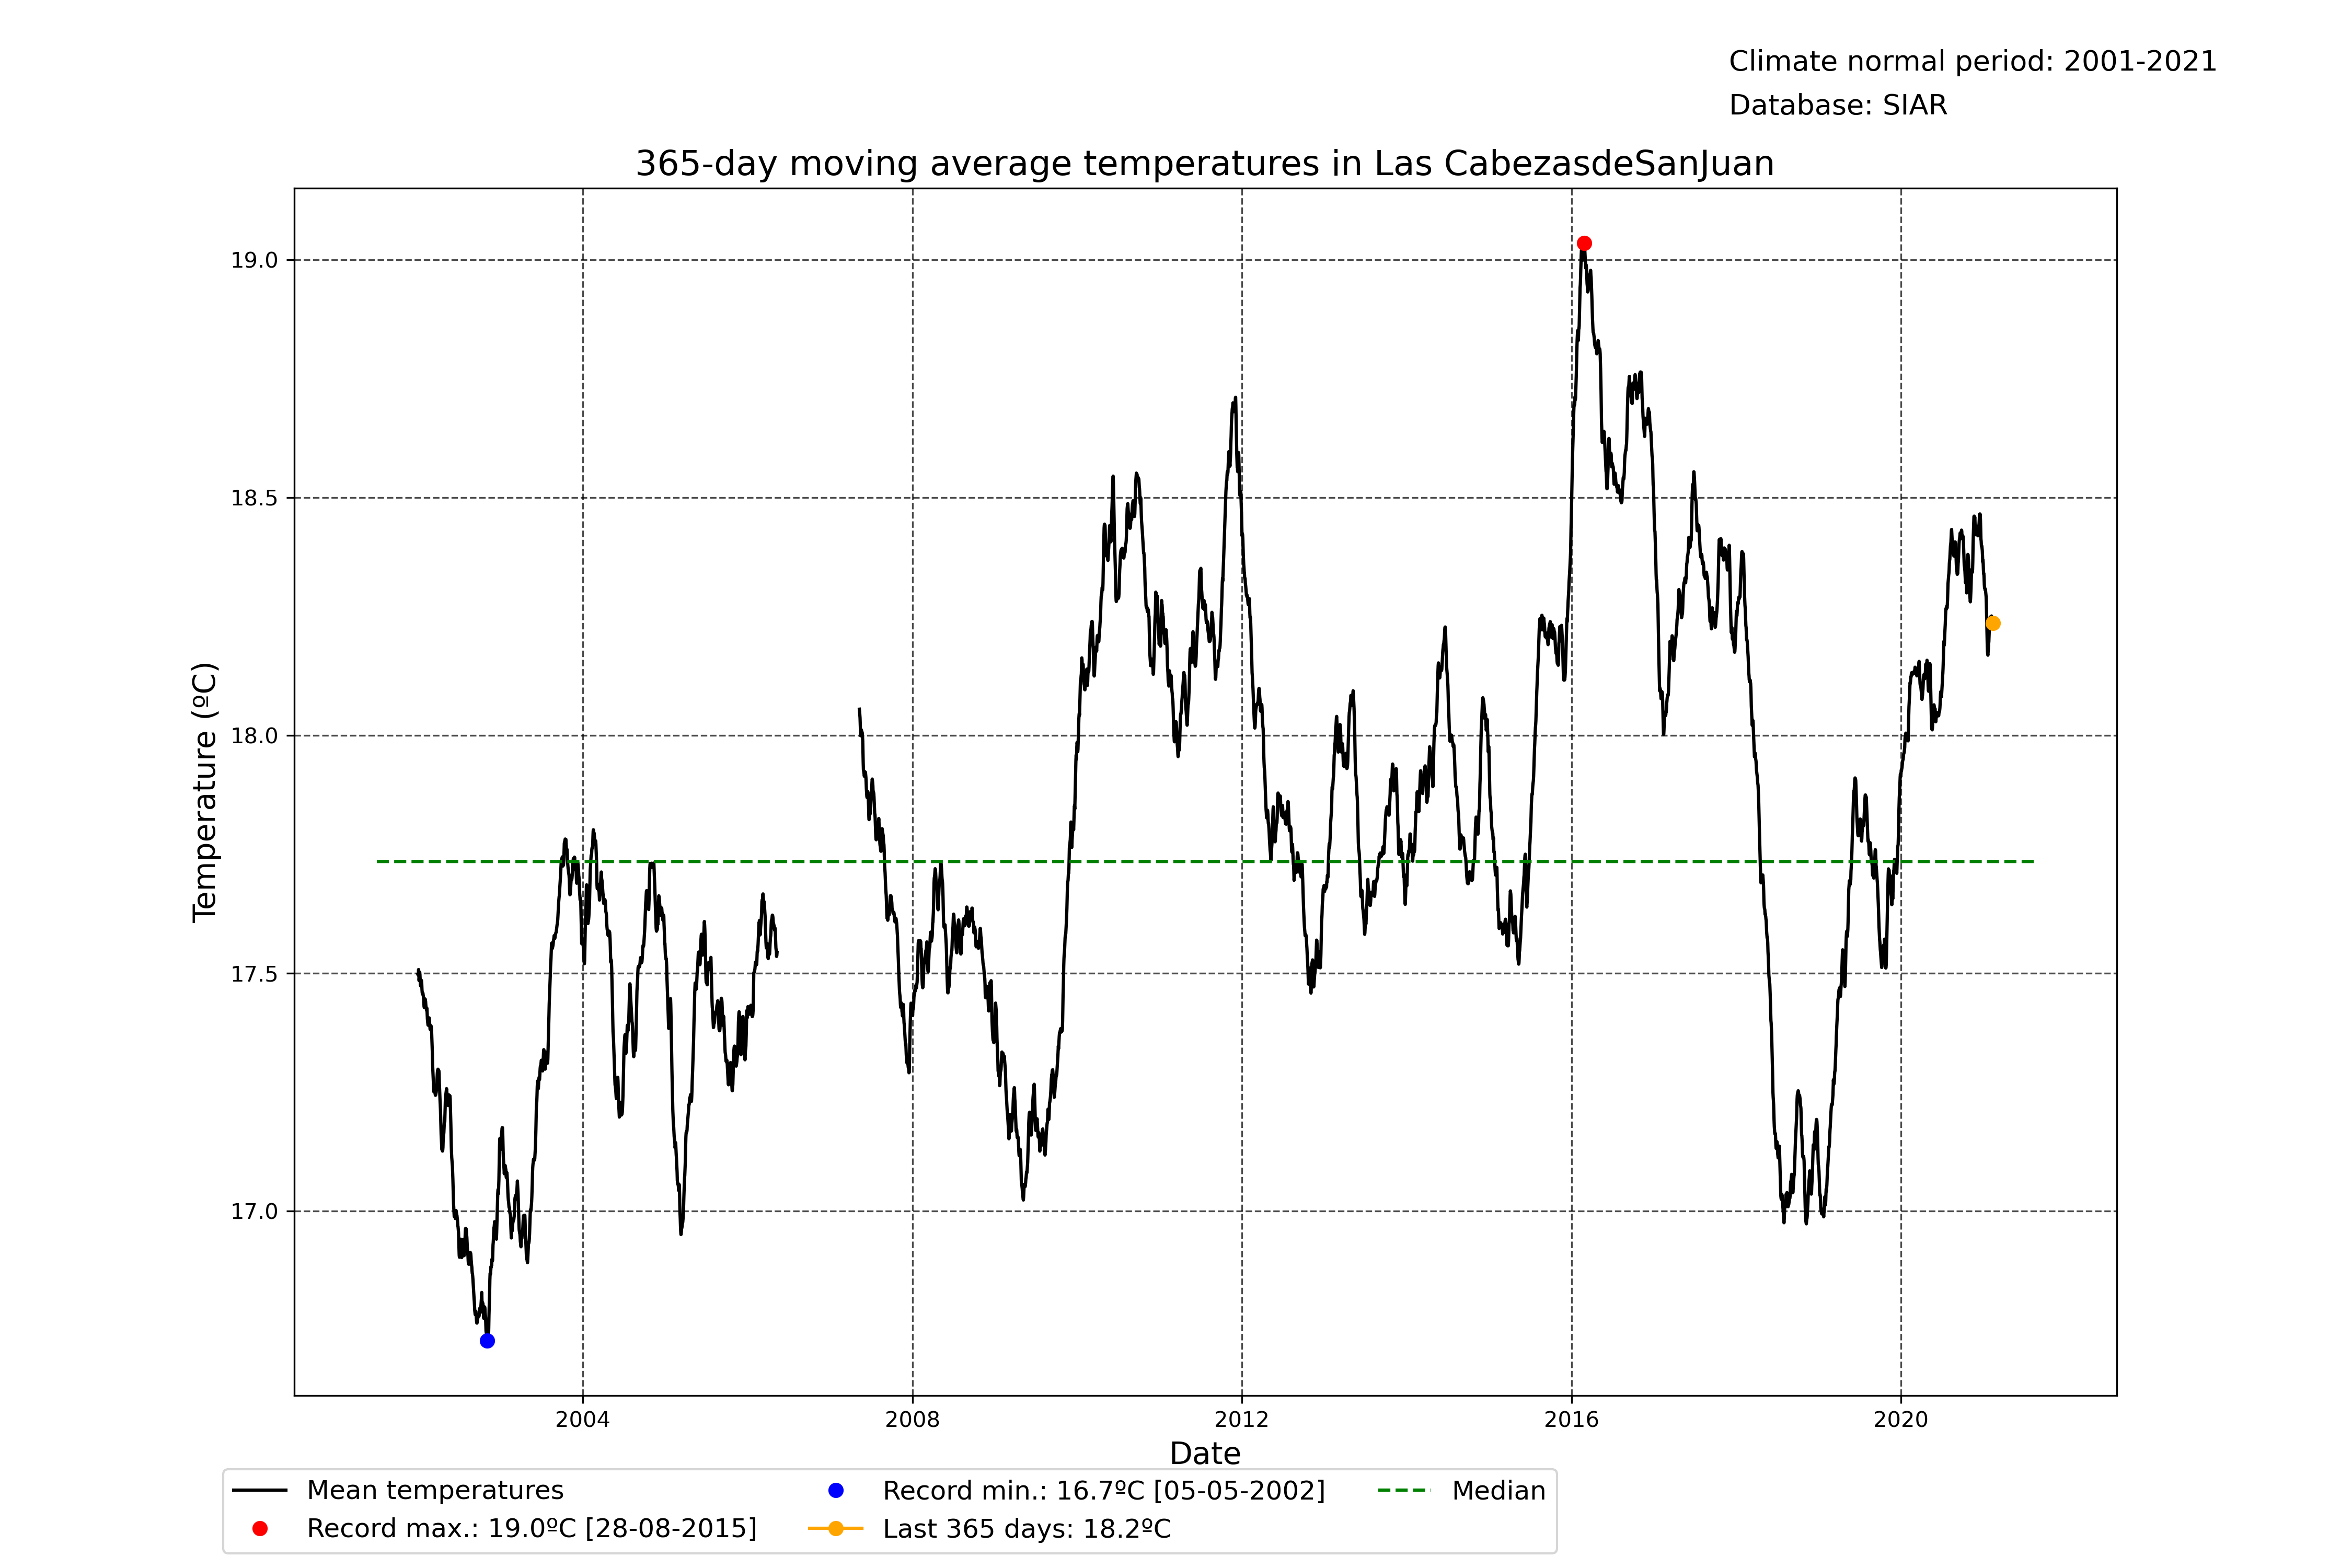 Climate normal period: 2001-2021
Database: SIAR
365-day moving average temperatures in Las CabezasdeSanJuan
19.0
18.5
18.0
17.5
17.0
Temperature (ºC)
2004 2008 2012 2016 2020
Date
Mean temperatures
Record max.: 19.0ºC [28-08-2015]
Record min.: 16.7ºC [05-05-2002]
Last 365 days: 18.2ºC
Median